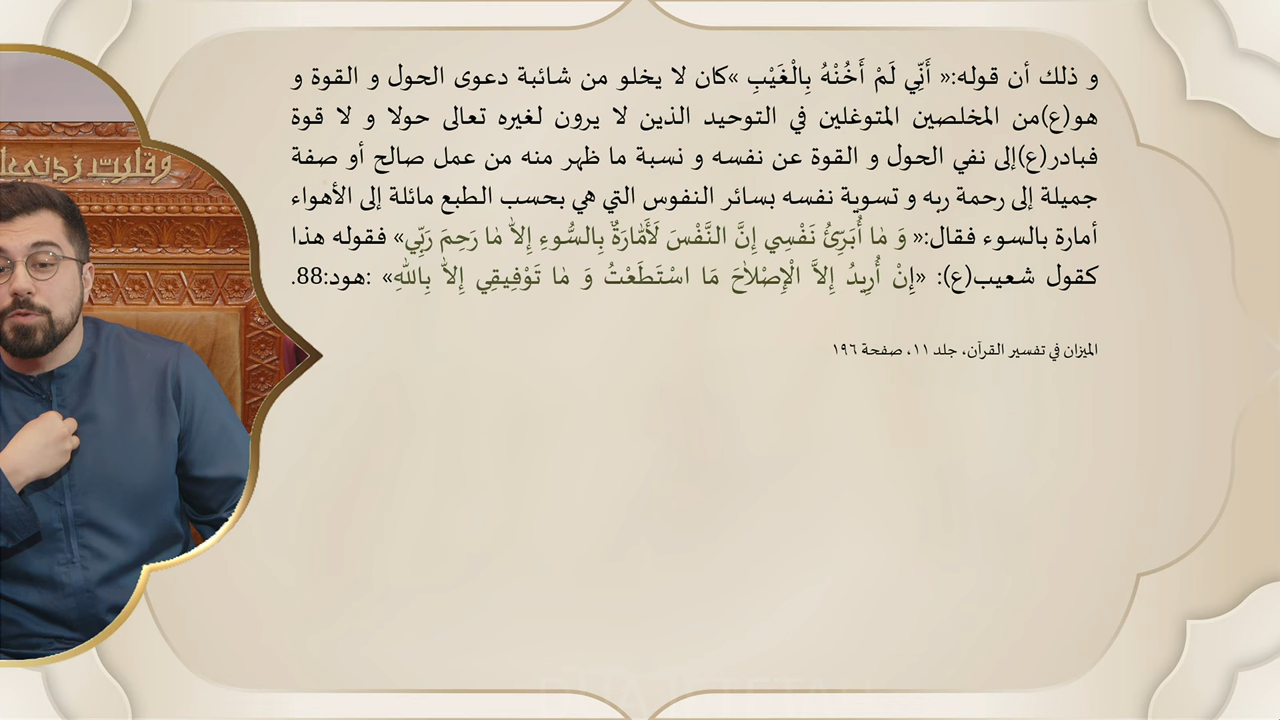 و ذلك أن قوله:« أَنِّي لَمْ أَخُنْهُ بِالْغَيْبِ »كان لا يخلو من شائبة دعوى الحول و القوة و
هو(ع)من المخلصين المتوغلين في التوحيد الذين لا يرون لغيره تعالى حولا و لا قوة
فبادر(ع)إلى نفي الحول و القوة عن نفسه و نسبة ما ظهر منه من عمل صالح أو صفة
جميلة إلى رحمة ربه و تسوية نفسه بسائر النفوس التي هي بحسب الطبع مائلة إلى الأهواء
أمارة بالسوء فقال:« وَ مٰا أُبَرِّئُ نَفْسِي إِنَّ النَّفْسَ لَأَمّٰارَةٌ بِالسُّوءِ إِلاّٰ مٰا رَحِمَ رَبِّي» فقوله هذا
كقول شعيب(ع): «إِنْ أُرِيدُ إِلاَّ الْإِصْلاٰحَ مَا اسْتَطَعْتُ وَ مٰا تَوْفِيقِي إِلاّٰ بِاللّٰهِ» :هود:88.
الميزان في تفسير القرآن، جلد ١١، صفحة ١٩٦
وقل رب زدني